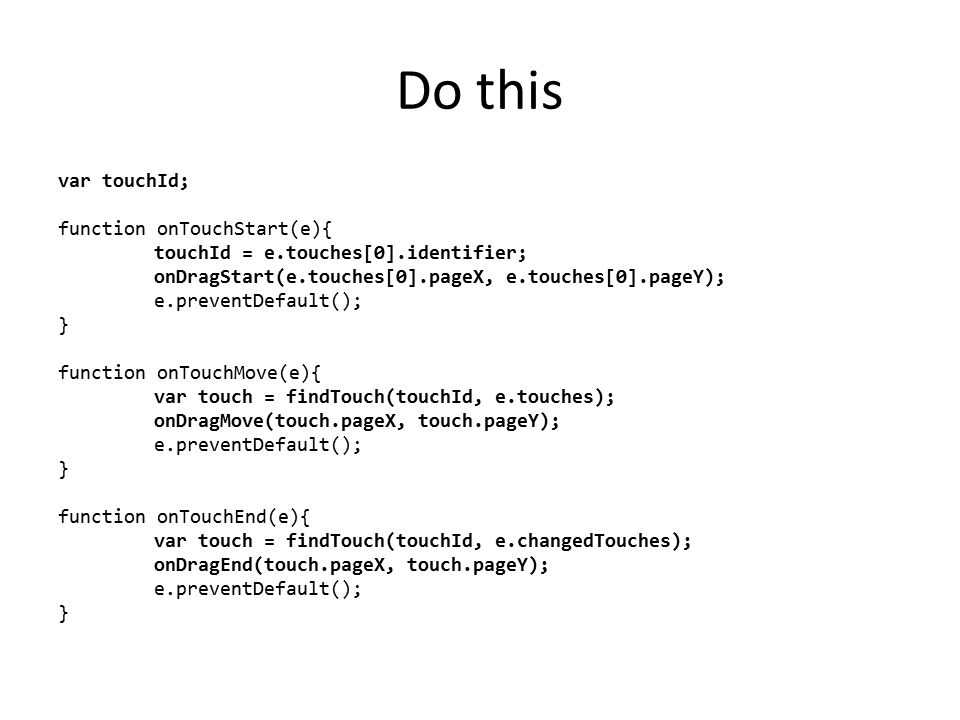 Do this
var touchId;
function onTouchStart(e){
touchId = e.touches[0].identifier;
onDragStart(e.touches[0].pageX, e.touches[0].pageY);
e.preventDefault();
}
function onTouchMove(e){
var touch = findTouch(touchId, e.touches);
onDragMove(touch.pageX, touch.pageY);
e.preventDefault();
}
function onTouchEnd(e){
var touch = findTouch(touchId, e.changedTouches);
onDragEnd(touch.pageX, touch.pageY);
e.preventDefault();
}